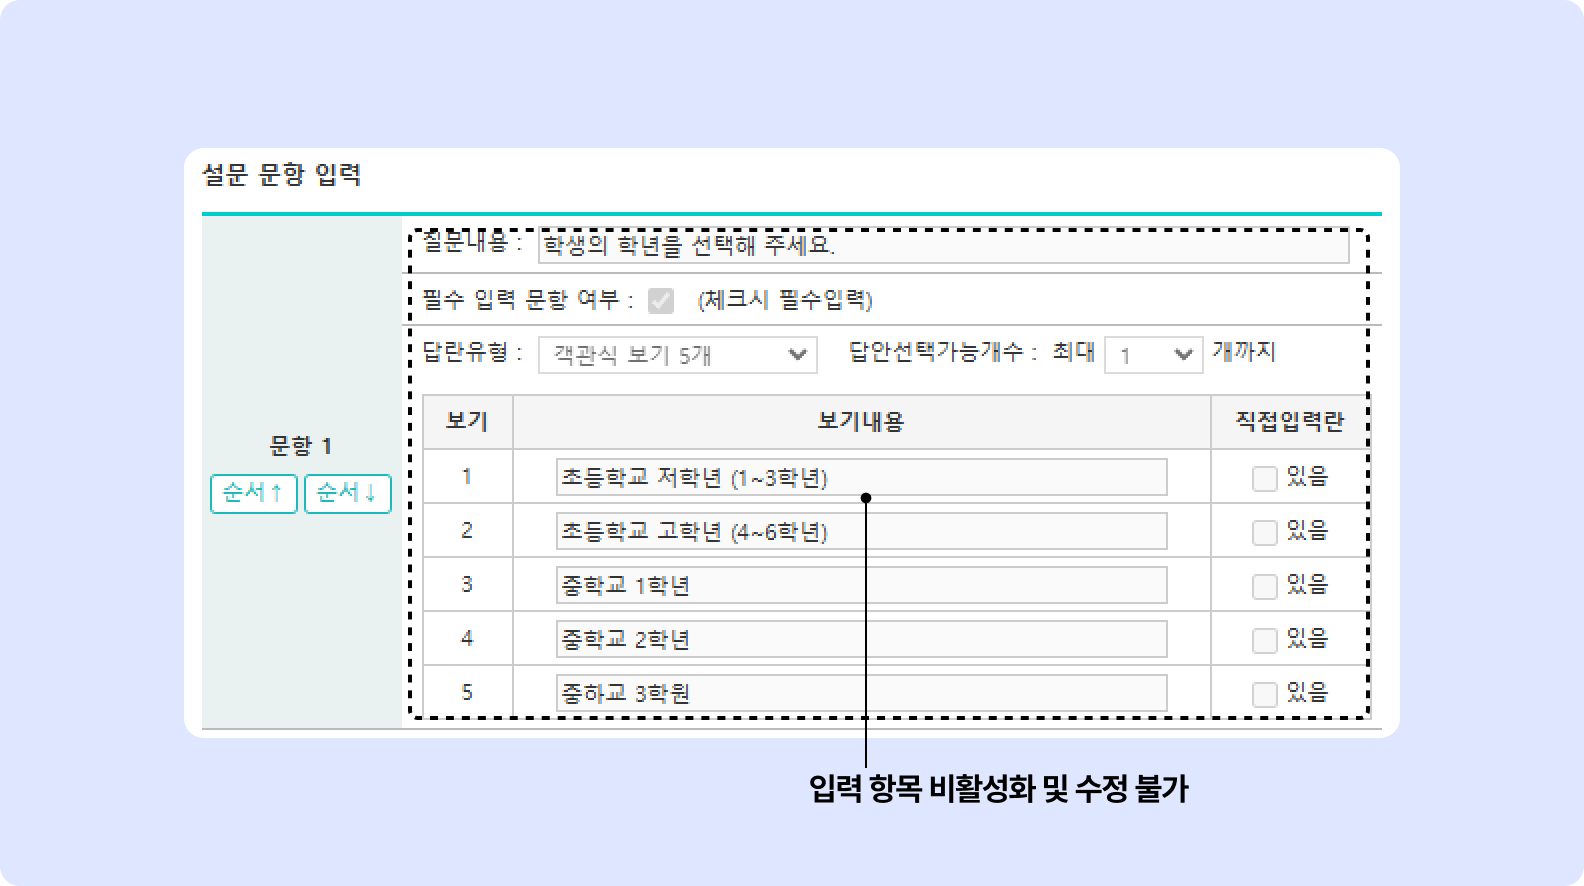 설문 문항 입력
질문내용 : 학생의 학년을 선택해 주세요.
필수 입력 문항 여부 : (체크시 필수입력)
답란유형 : 객관식 보기 5개 답안선택가능개수 : 최대 1 개까지
문항 1
순서↑ 순서↓
보기 보기내용 직접입력란
1 초등학교 저학년 (1~3학년) 있음
2 초등학교 고학년 (4~6학년) 있음
3 중학교 1학년 있음
4 중학교 2학년 있음
5 중하교 3학원 있음
입력 항목 비활성화 및 수정 불가